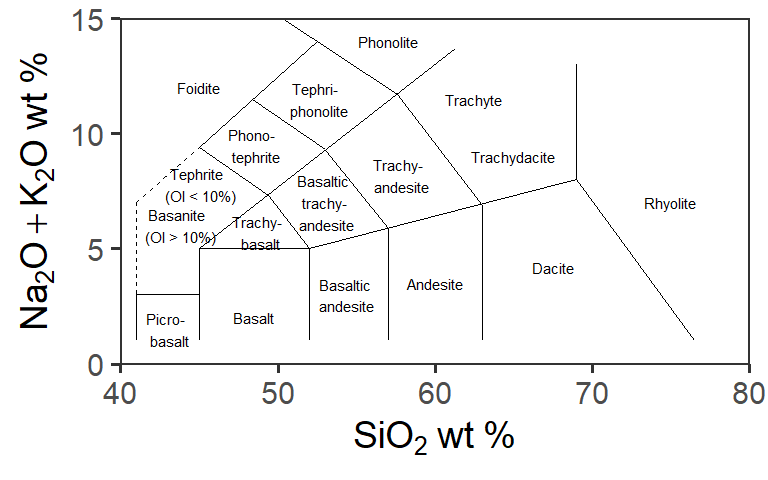 15
10
5
0
Na₂O + K₂O wt %
Phonolite
Foidite
Tephri-
phonolite
Trachyte
Phono-
tephrite
Trachydacite
Trachy-
andesite
Tephrite
(Ol < 10%)
Basaltic
trachy-
andesite
Rhyolite
Basanite
(Ol > 10%)
Trachy-
basalt
Dacite
Basaltic
andesite
Andesite
Picro-
basalt
Basalt
40 50 60 70 80
SiO₂ wt %